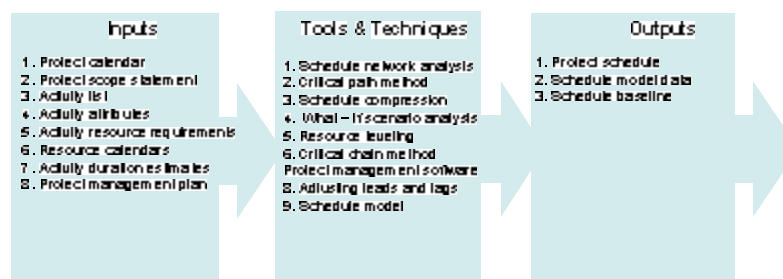 Inputs
1. Project calendar
2. Project scope statement
3. Activity list
4. Activity attributes
5. Activity resource requirements
6. Resource calendars
7. Activity duration estimates
8. Project management plan
Tools & Techniques
1. Schedule network analysis
2. Critical path method
3. Schedule compression
4. What-if scenario analysis
5. Resource leveling
6. Critical chain method
Project management software
8. Adjusting leads and lags
9. Schedule model
Outputs
1. Project schedule
2. Schedule model data
3. Schedule baseline